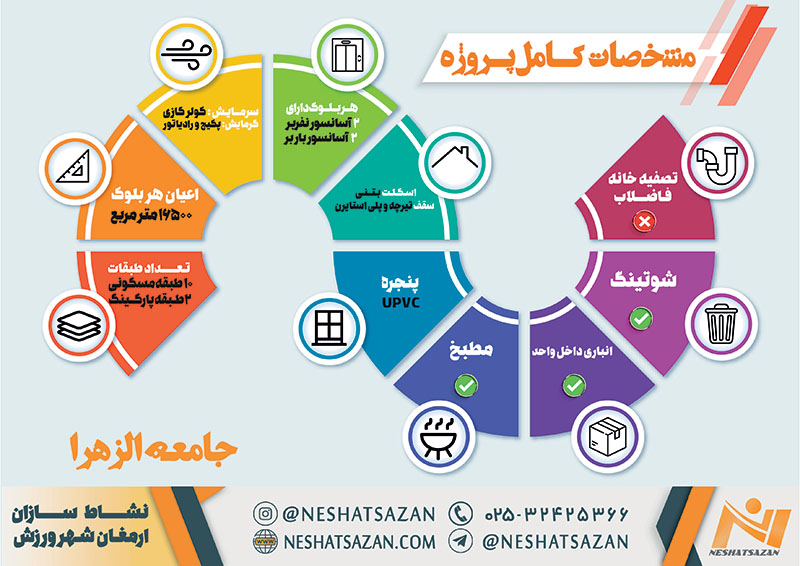 مشخصات کامل پروژه
تعداد طبقات
۱۰ طبقه مسکونی
۲ طبقه پارکینگ
اعیان هر بلوک
۱۶۵۰۰ متر مربع
سرمایش: کولر گازی
گرمایش: پکیج و رادیاتور
هر بلوک دارای
۲ آسانسور نفربر
۲ آسانسور باربر
اسکلت بتنی
سقف تیرچه و پلی استایرن
پنجره
UPVC
مطبخ
انباری داخل واحد
شوتینگ
تصفیه خانه
فاضلاب
جامعه الزهرا
نشاط سازان
ارمغان شهر ورزش
@NESHATSAZAN
WWW
NESHATSAZAN.COM
۰۲۵-۳۲۴۲۵۳۶۶
@NESHATSAZAN
NESHATSAZAN